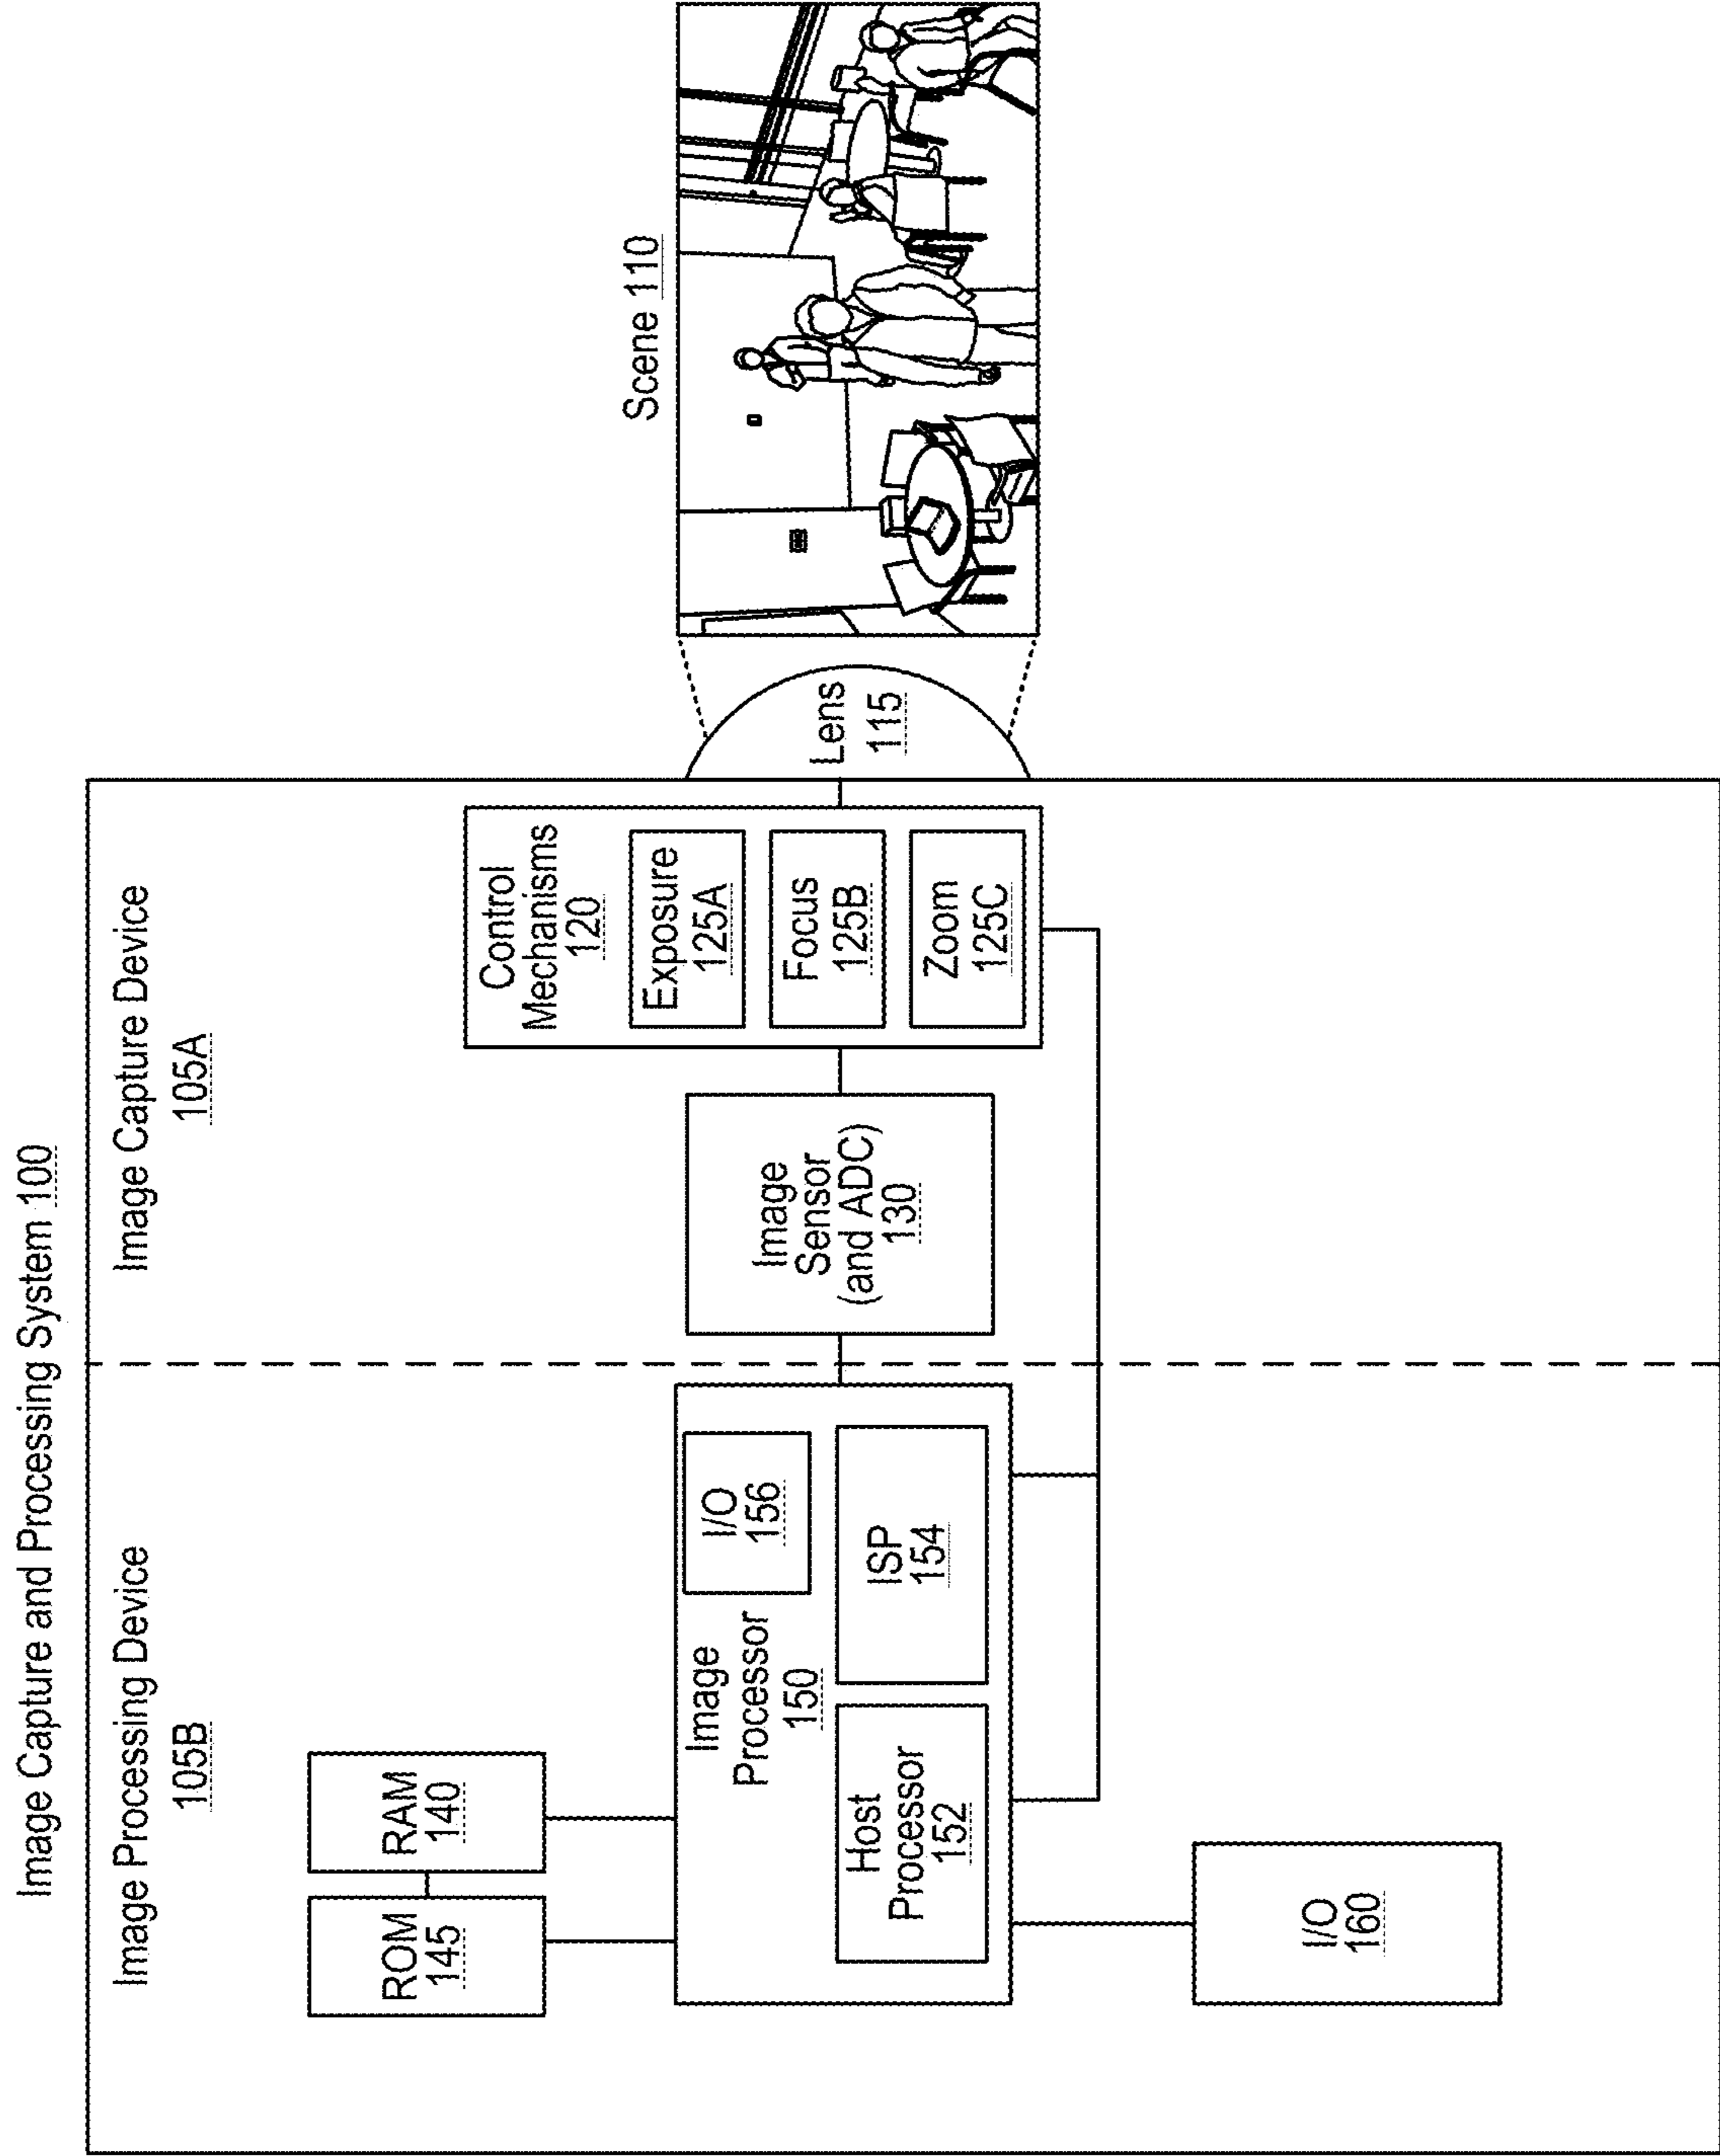 Image Capture and Processing System 100
Image Processing Device
105B
Image Capture Device
105A
ROM
145
RAM
140
Image
Processor
150
I/O
156
Host
Processor
152
ISP
154
I/O
160
Image
Sensor
(and ADC)
130
Control
Mechanisms
120
Exposure
125A
Focus
125B
Zoom
125C
Lens
115
Scene 110